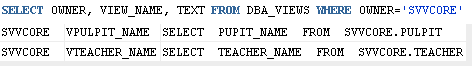 SELECT OWNER, VIEW_NAME, TEXT FROM DBA_VIEWS WHERE OWNER='SVVCORE'
SVVCORE VPULPIT_NAME SELECT PUPIT_NAME FROM SVVCORE.PULPIT
SVVCORE VTEACHER_NAME SELECT TEACHER_NAME FROM SVVCORE.TEACHER